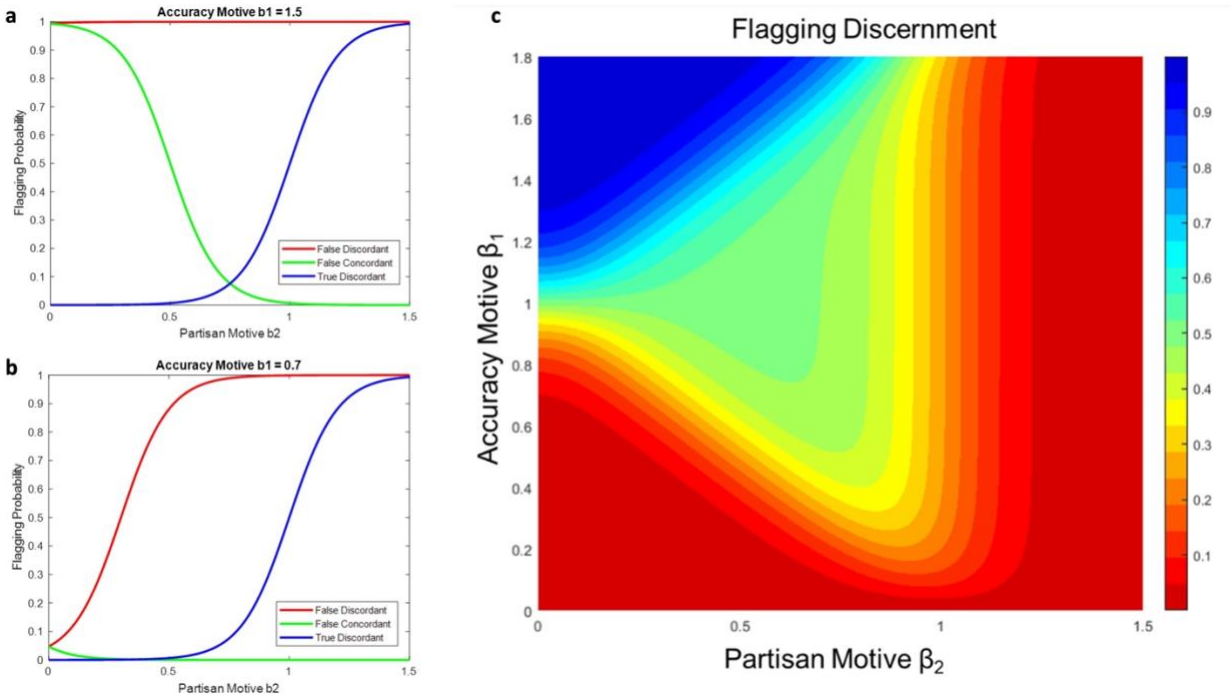 a
Accuracy Motive b1 = 1.5
1
0.9
0.8
0.7
0.6
0.5
0.4
0.3
0.2
0.1
0
Flagging Probability
False Discordant
False Concordant
True Discordant
0 0.5 1 1.5
Partisan Motive b2
b
Accuracy Motive b1 = 0.7
1
0.9
0.8
0.7
0.6
0.5
0.4
0.3
0.2
0.1
0
Flagging Probability
False Discordant
False Concordant
True Discordant
0 0.5 1 1.5
Partisan Motive b2
c
Flagging Discernment
1.8
1.6
1.4
1.2
1
0.8
0.6
0.4
0.2
0
Accuracy Motive β₁
0 0.5 1 1.5
Partisan Motive β₂
0.9
0.8
0.7
0.6
0.5
0.4
0.3
0.2
0.1